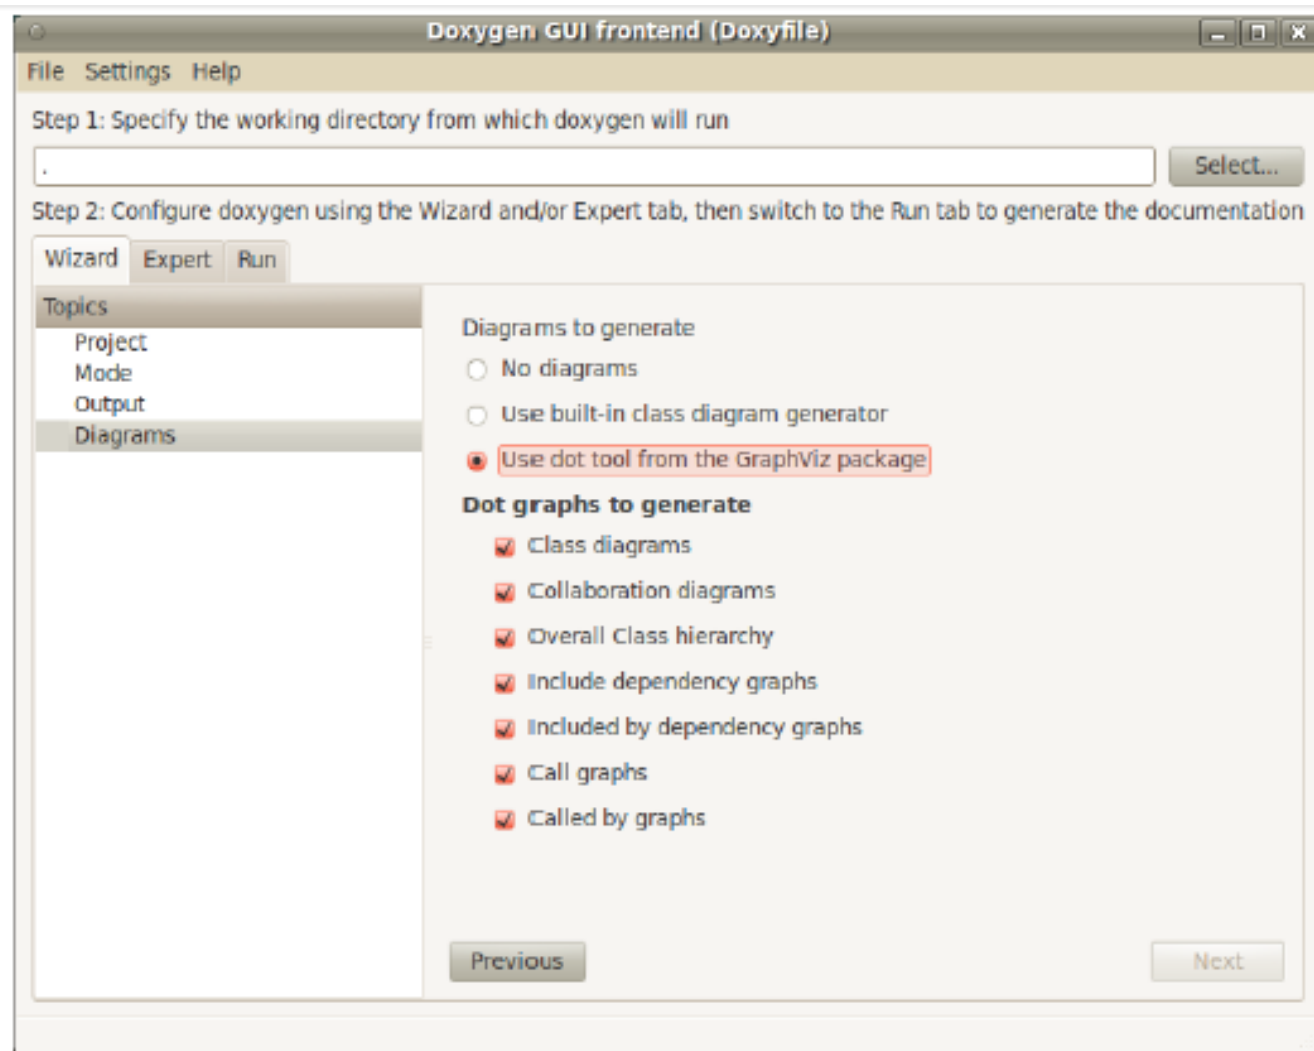 Doxygen GUI frontend (Doxyfile)
File Settings Help
Step 1: Specify the working directory from which doxygen will run
. Select...
Step 2: Configure doxygen using the Wizard and/or Expert tab, then switch to the Run tab to generate the documentation
Wizard Expert Run
Topics
Project
Mode
Output
Diagrams
Diagrams to generate
No diagrams
Use built-in class diagram generator
Use dot tool from the GraphViz package
Dot graphs to generate
Class diagrams
Collaboration diagrams
Overall Class hierarchy
Include dependency graphs
Included by dependency graphs
Call graphs
Called by graphs
Previous Next